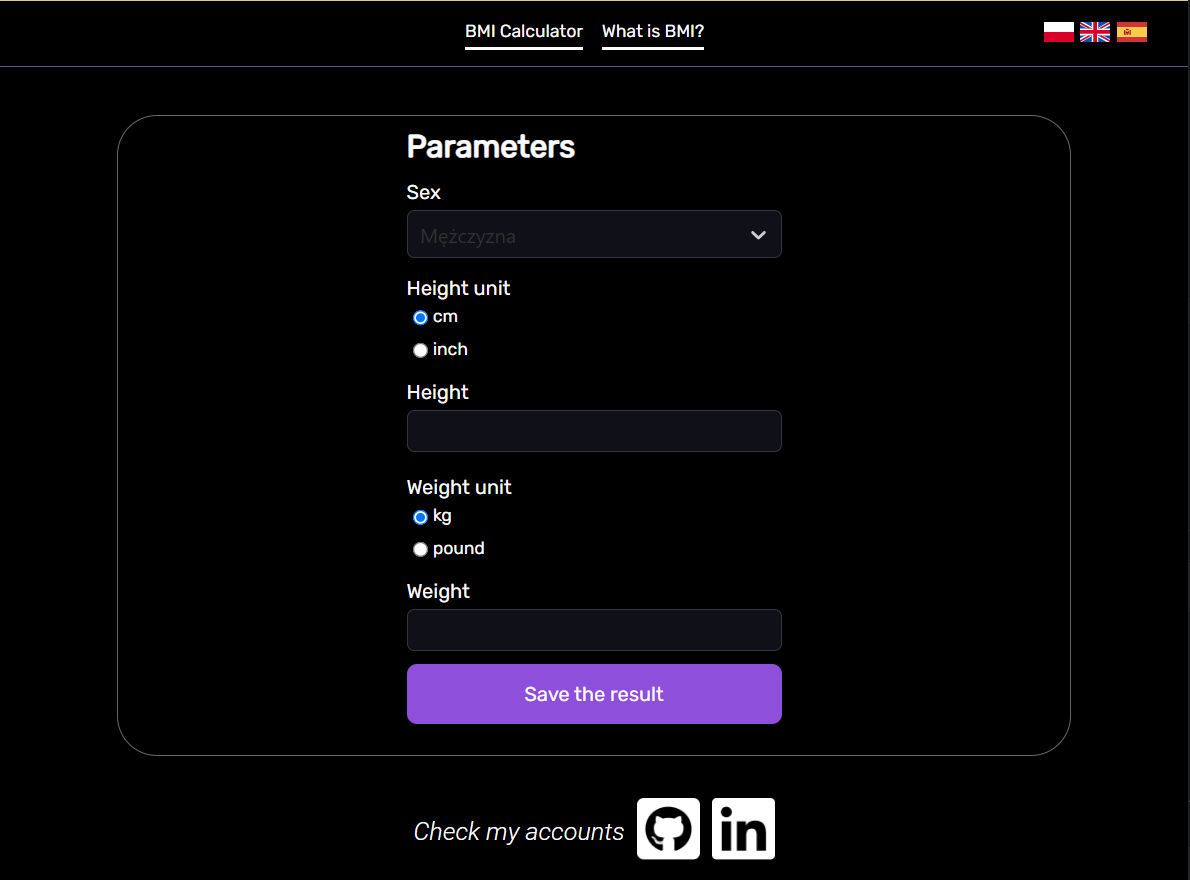 BMI Calculator What is BMI?
Parameters
Sex
Mężczyzna
Height unit
cm
inch
Height
Weight unit
kg
pound
Weight
Save the result
Check my accounts
in